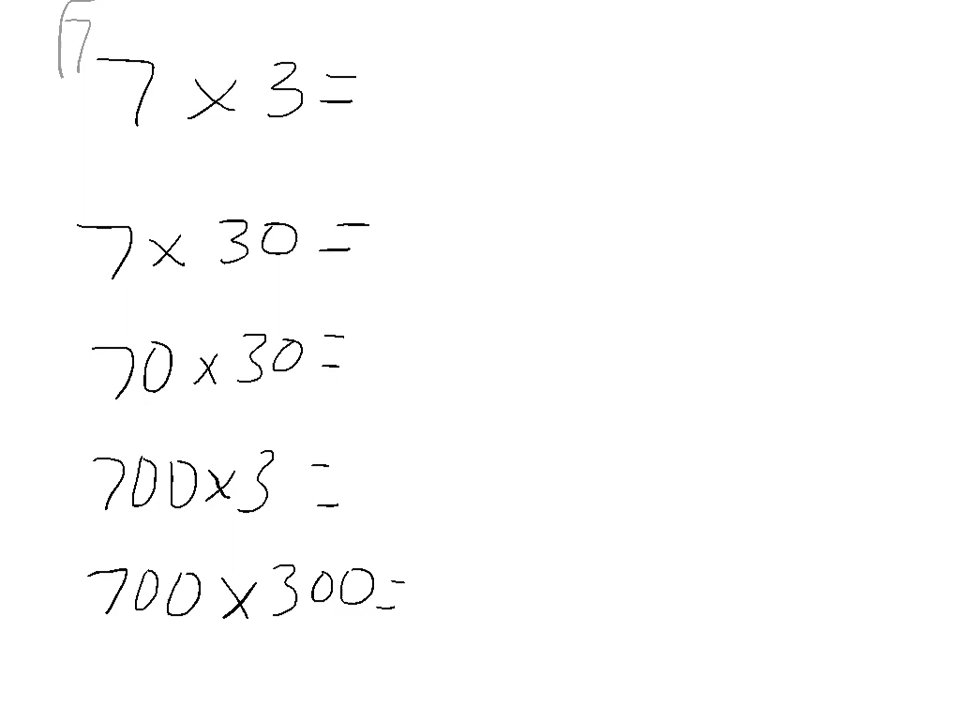 7 x 3 =
7 x 30 =
70 x 30 =
700 x 3 =
700 x 300 =